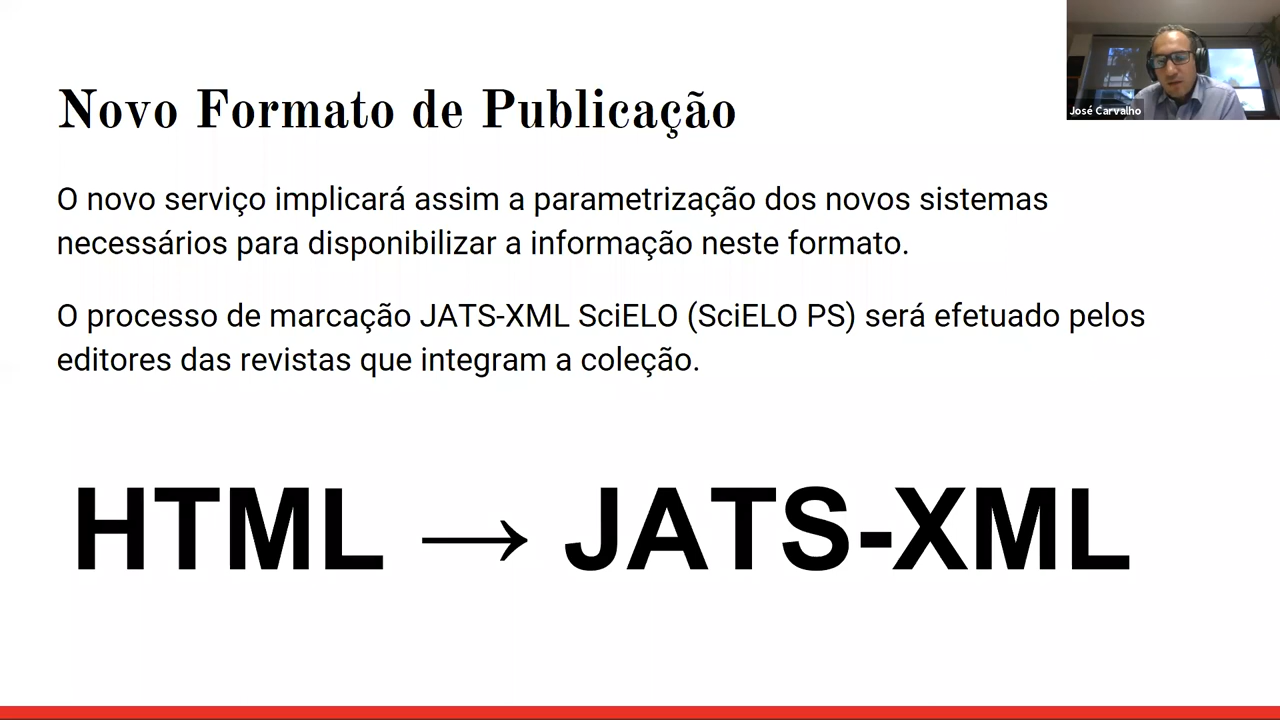 Novo Formato de Publicação
José Carvalho
O novo serviço implicará assim a parametrização dos novos sistemas
necessários para disponibilizar a informação neste formato.
O processo de marcação JATS-XML SciELO (SciELO PS) será efetuado pelos
editores das revistas que integram a coleção.
HTML → JATS-XML